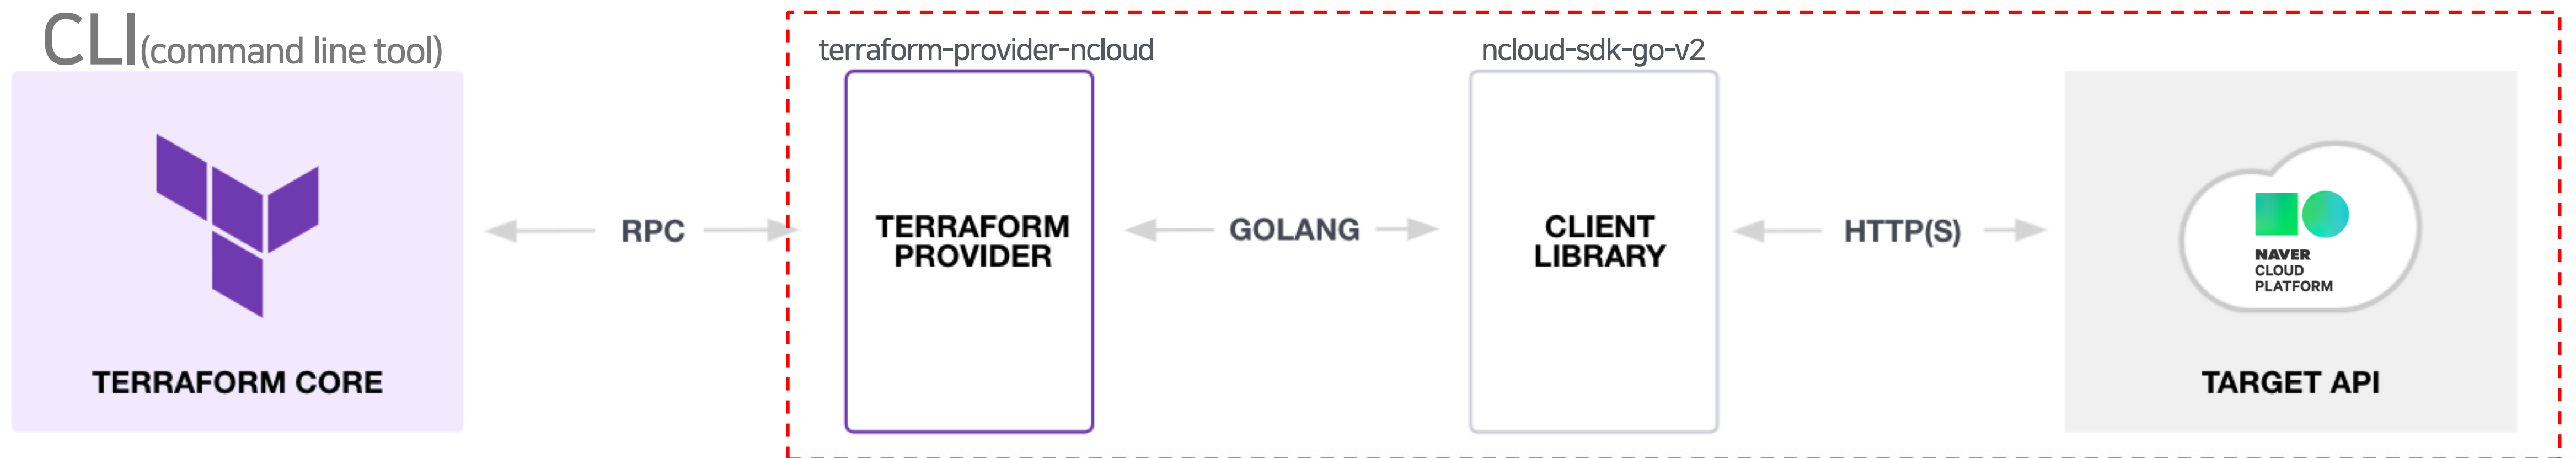 CLI(command line tool)
TERRAFORM CORE
RPC
terraform-provider-ncloud
TERRAFORM
PROVIDER
GOLANG
ncloud-sdk-go-v2
CLIENT
LIBRARY
HTTP(S)
NAVER
CLOUD
PLATFORM
TARGET API